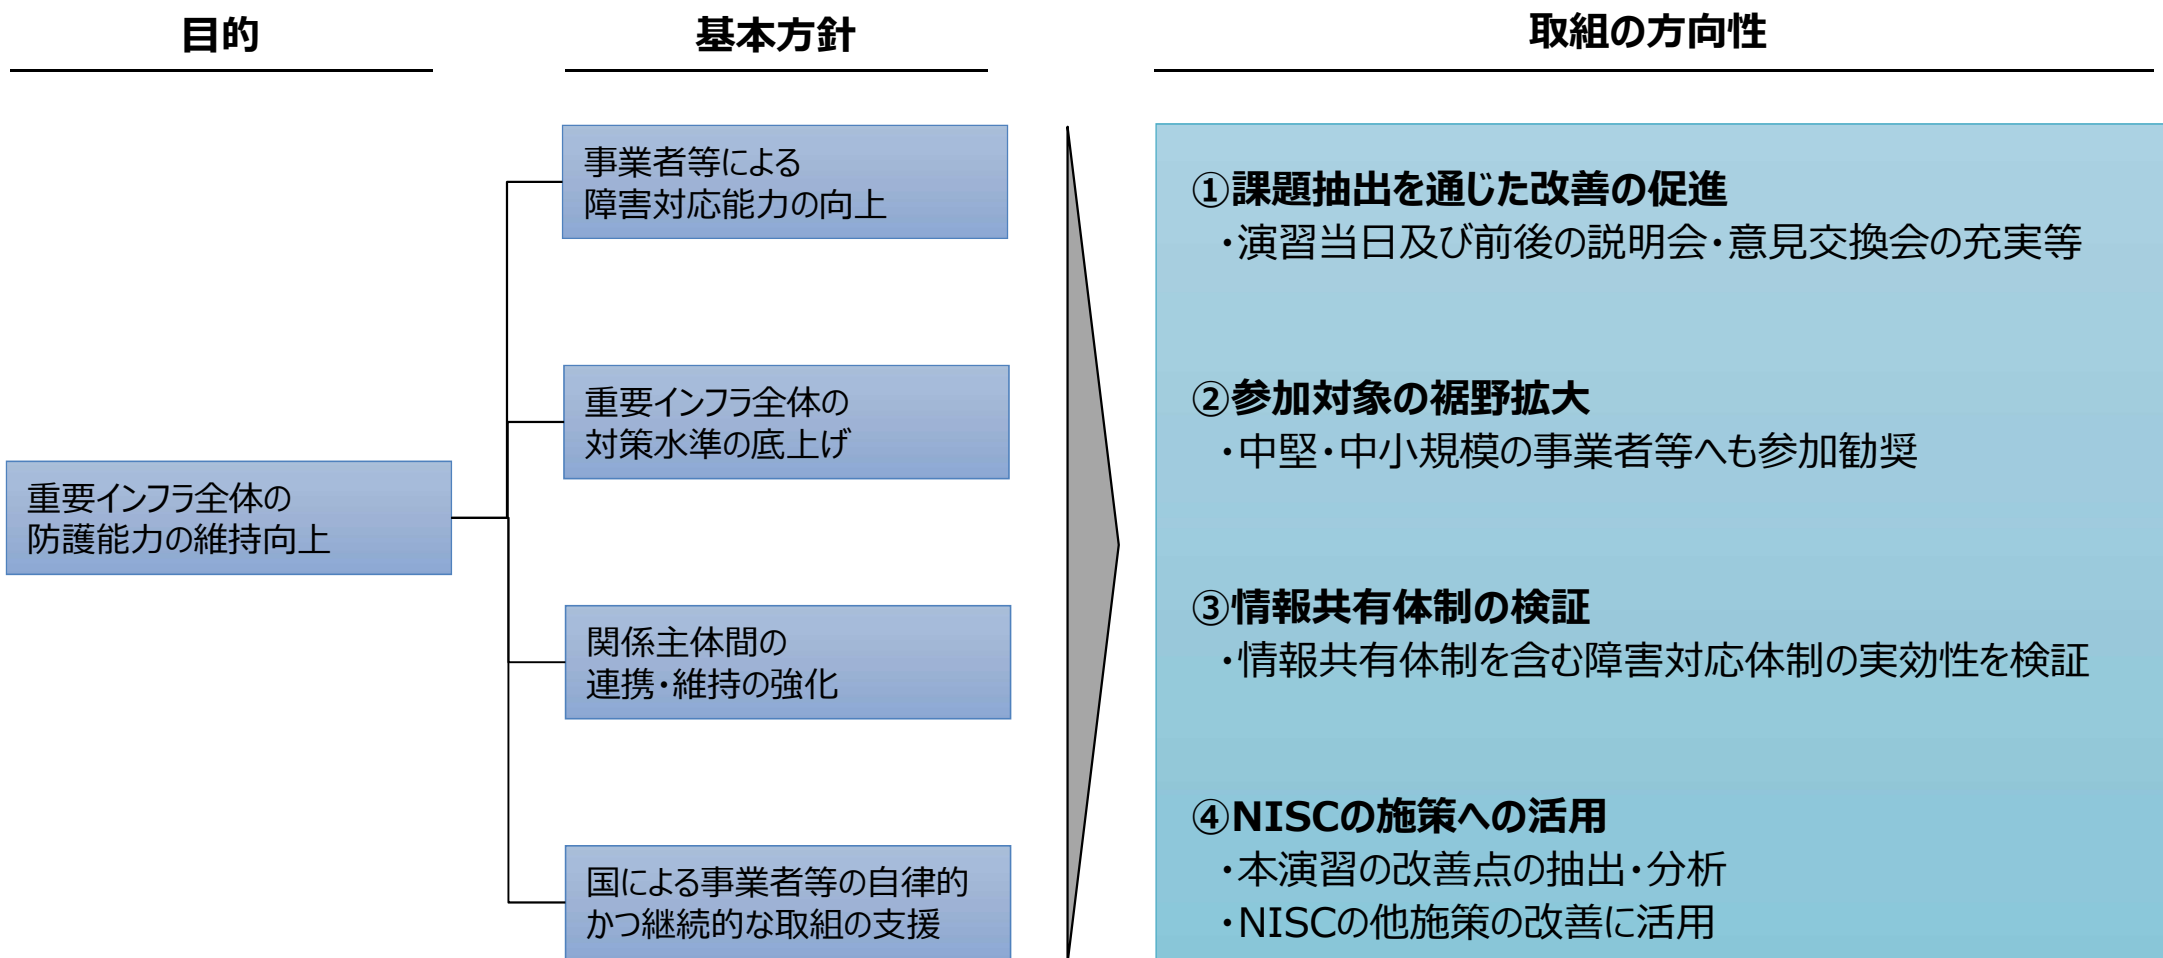 目的
基本方針
取組の方向性
重要インフラ全体の
防護能力の維持向上
事業者等による
障害対応能力の向上
重要インフラ全体の
対策水準の底上げ
関係主体間の
連携・維持の強化
国による事業者等の自律的
かつ継続的な取組の支援
①課題抽出を通じた改善の促進
・演習当日及び前後の説明会・意見交換会の充実等
②参加対象の裾野拡大
・中堅・中小規模の事業者等へも参加勧奨
③情報共有体制の検証
・情報共有体制を含む障害対応体制の実効性を検証
④NISCの施策への活用
・本演習の改善点の抽出・分析
・NISCの他施策の改善に活用